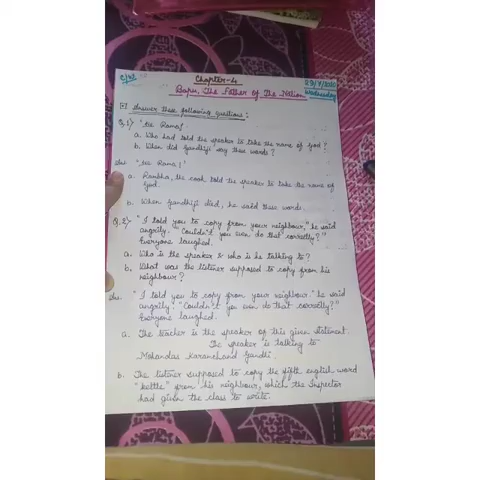 C/W
Chapter-4
29/7/2020
Bapu, The Father Of The Nation
Wednesday
Answer these following questions:
Q.1) "He Rama!"
a. Who had told the speaker to take the name of God?
b. When did Gandhiji say these words?
Ans. "He Rama!"
a. Rambha, the cook told the speaker to take the name of
God.
b. When Gandhiji died, he said these words.
Q.2) "I told you to copy from your neighbour," he said
angrily. "Couldn't you even do that correctly?"
Everyone laughed.
a. Who is the speaker & who is he talking to?
b. What was the listener supposed to copy from his
neighbour?
Ans. "I told you to copy from your neighbour" he said
angrily. "Couldn't you even do that correctly?"
Everyone laughed.
a. The teacher is the speaker of this given statement.
The speaker is talking to
Mohandas Karamchand Gandhi.
b. The listener supposed to copy the fifth english word
"kettle" from his neighbour, which the Inspector
had given the class to write.